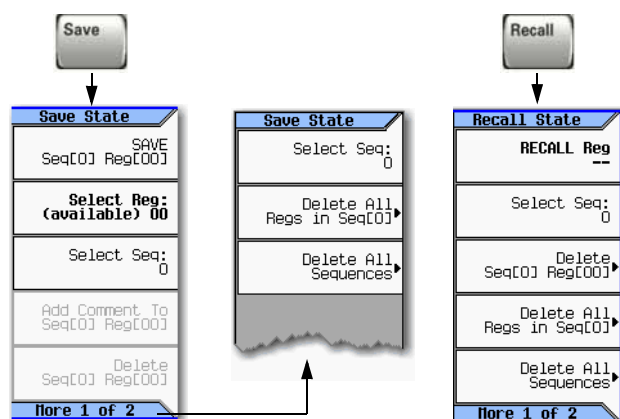 Save
Save State
SAVE
Seq[0] Reg[00]
Select Reg:
(available) 00
Select Seq:
0
Add Comment To
Seq[0] Reg[00]
Delete
Seq[0] Reg[00]
More 1 of 2
Save State
Select Seq:
0
Delete All
Regs in Seq[0]
Delete All
Sequences
Recall
Recall State
RECALL Reg
--
Select Seq:
0
Delete
Seq[0] Reg[00]
Delete All
Regs in Seq[0]
Delete All
Sequences
More 1 of 2